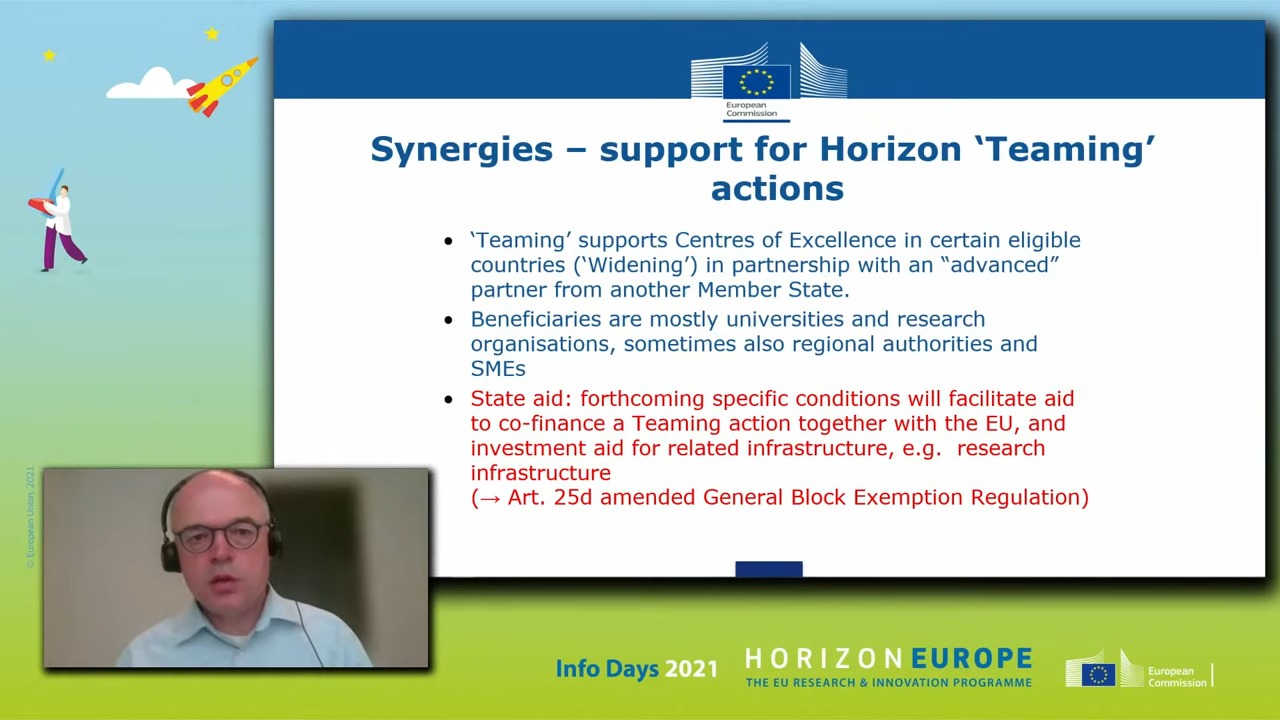 European
Commission
Synergies – support for Horizon ‘Teaming’
actions
• ‘Teaming’ supports Centres of Excellence in certain eligible
countries (‘Widening’) in partnership with an “advanced”
partner from another Member State.
• Beneficiaries are mostly universities and research
organisations, sometimes also regional authorities and
SMEs
• State aid: forthcoming specific conditions will facilitate aid
to co-finance a Teaming action together with the EU, and
investment aid for related infrastructure, e.g.  research
infrastructure
(→ Art. 25d amended General Block Exemption Regulation)
© European Union, 2021
Info Days 2021
HORIZON EUROPE
THE EU RESEARCH & INNOVATION PROGRAMME
European
Commission